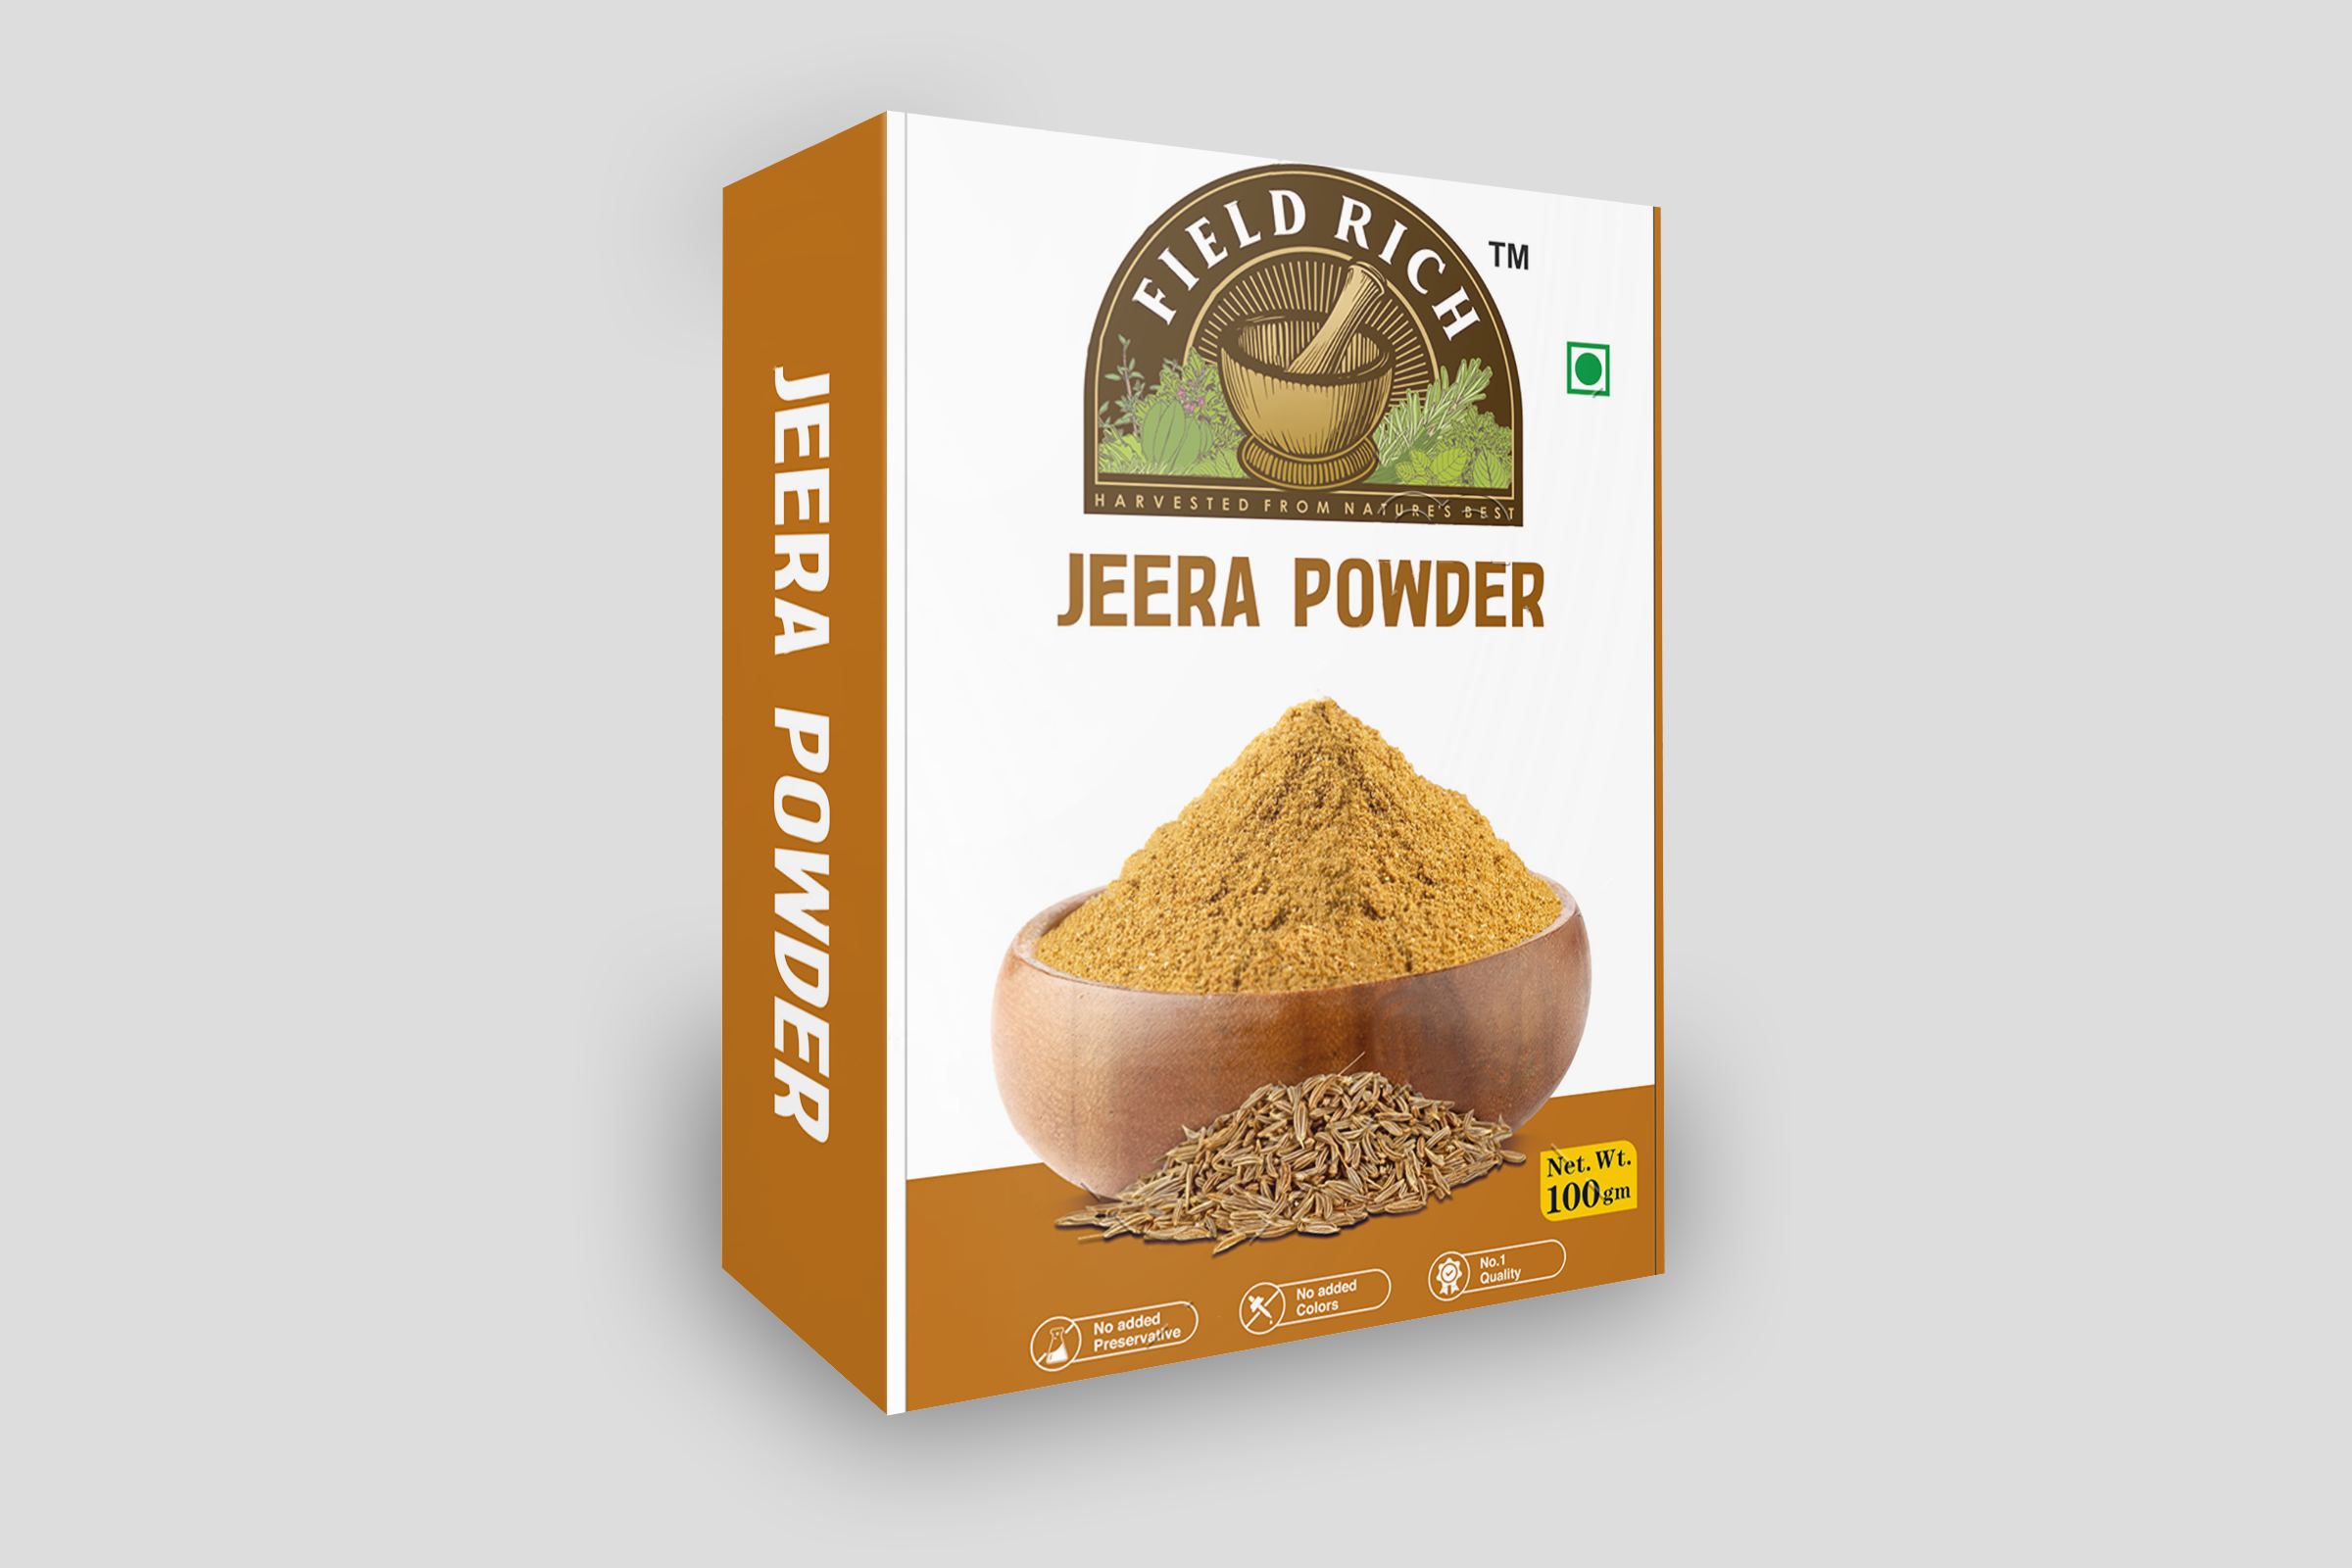 FIELD RICH
TM
HARVESTED FROM NATURE'S BEST
JEERA POWDER
JEERA POWDER
Net. Wt.
100gm
No added
Preservative
No added
Colors
No.1
Quality